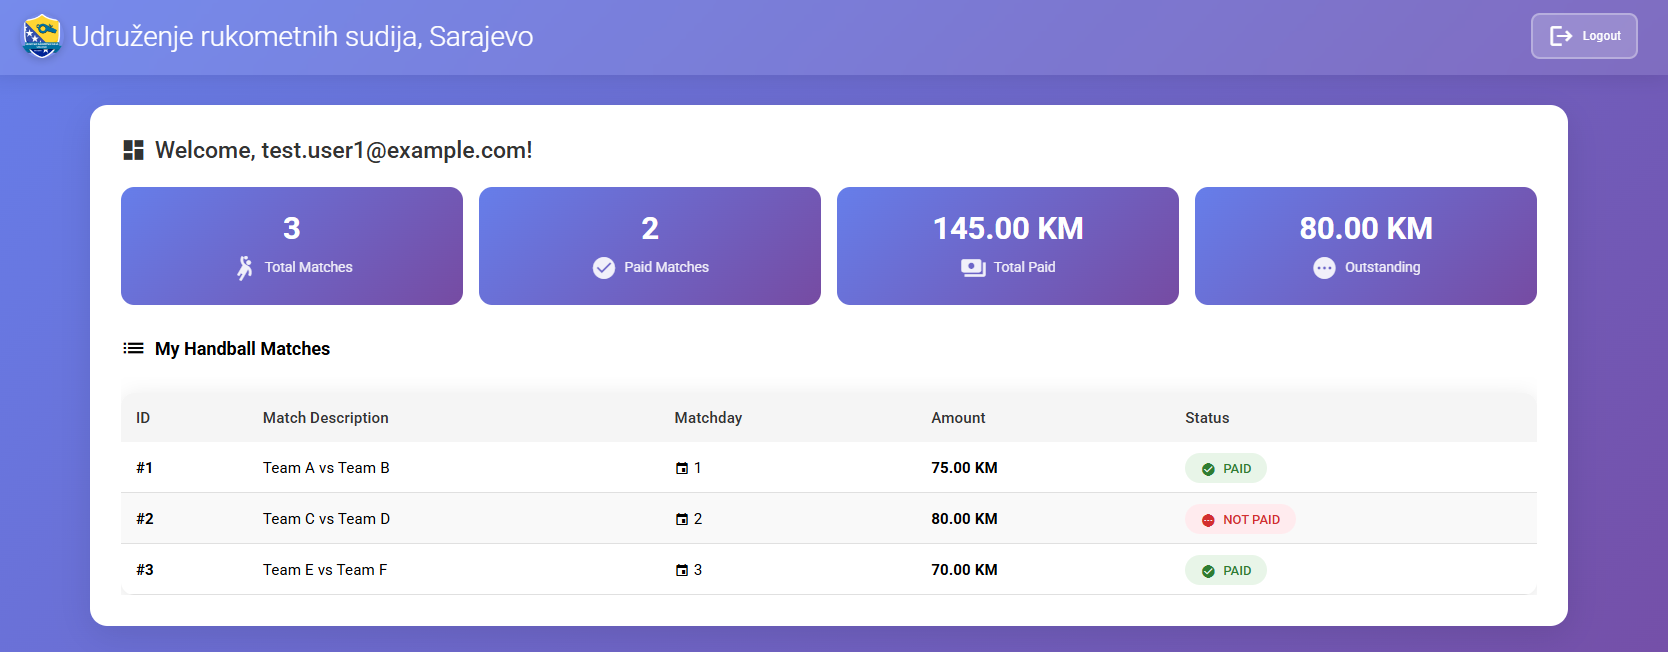 Udruženje rukometnih sudija, Sarajevo
Logout
Welcome, test.user1@example.com!
3
Total Matches
2
Paid Matches
145.00 KM
Total Paid
80.00 KM
Outstanding
My Handball Matches
ID Match Description Matchday Amount Status
#1 Team A vs Team B 1 75.00 KM PAID
#2 Team C vs Team D 2 80.00 KM NOT PAID
#3 Team E vs Team F 3 70.00 KM PAID